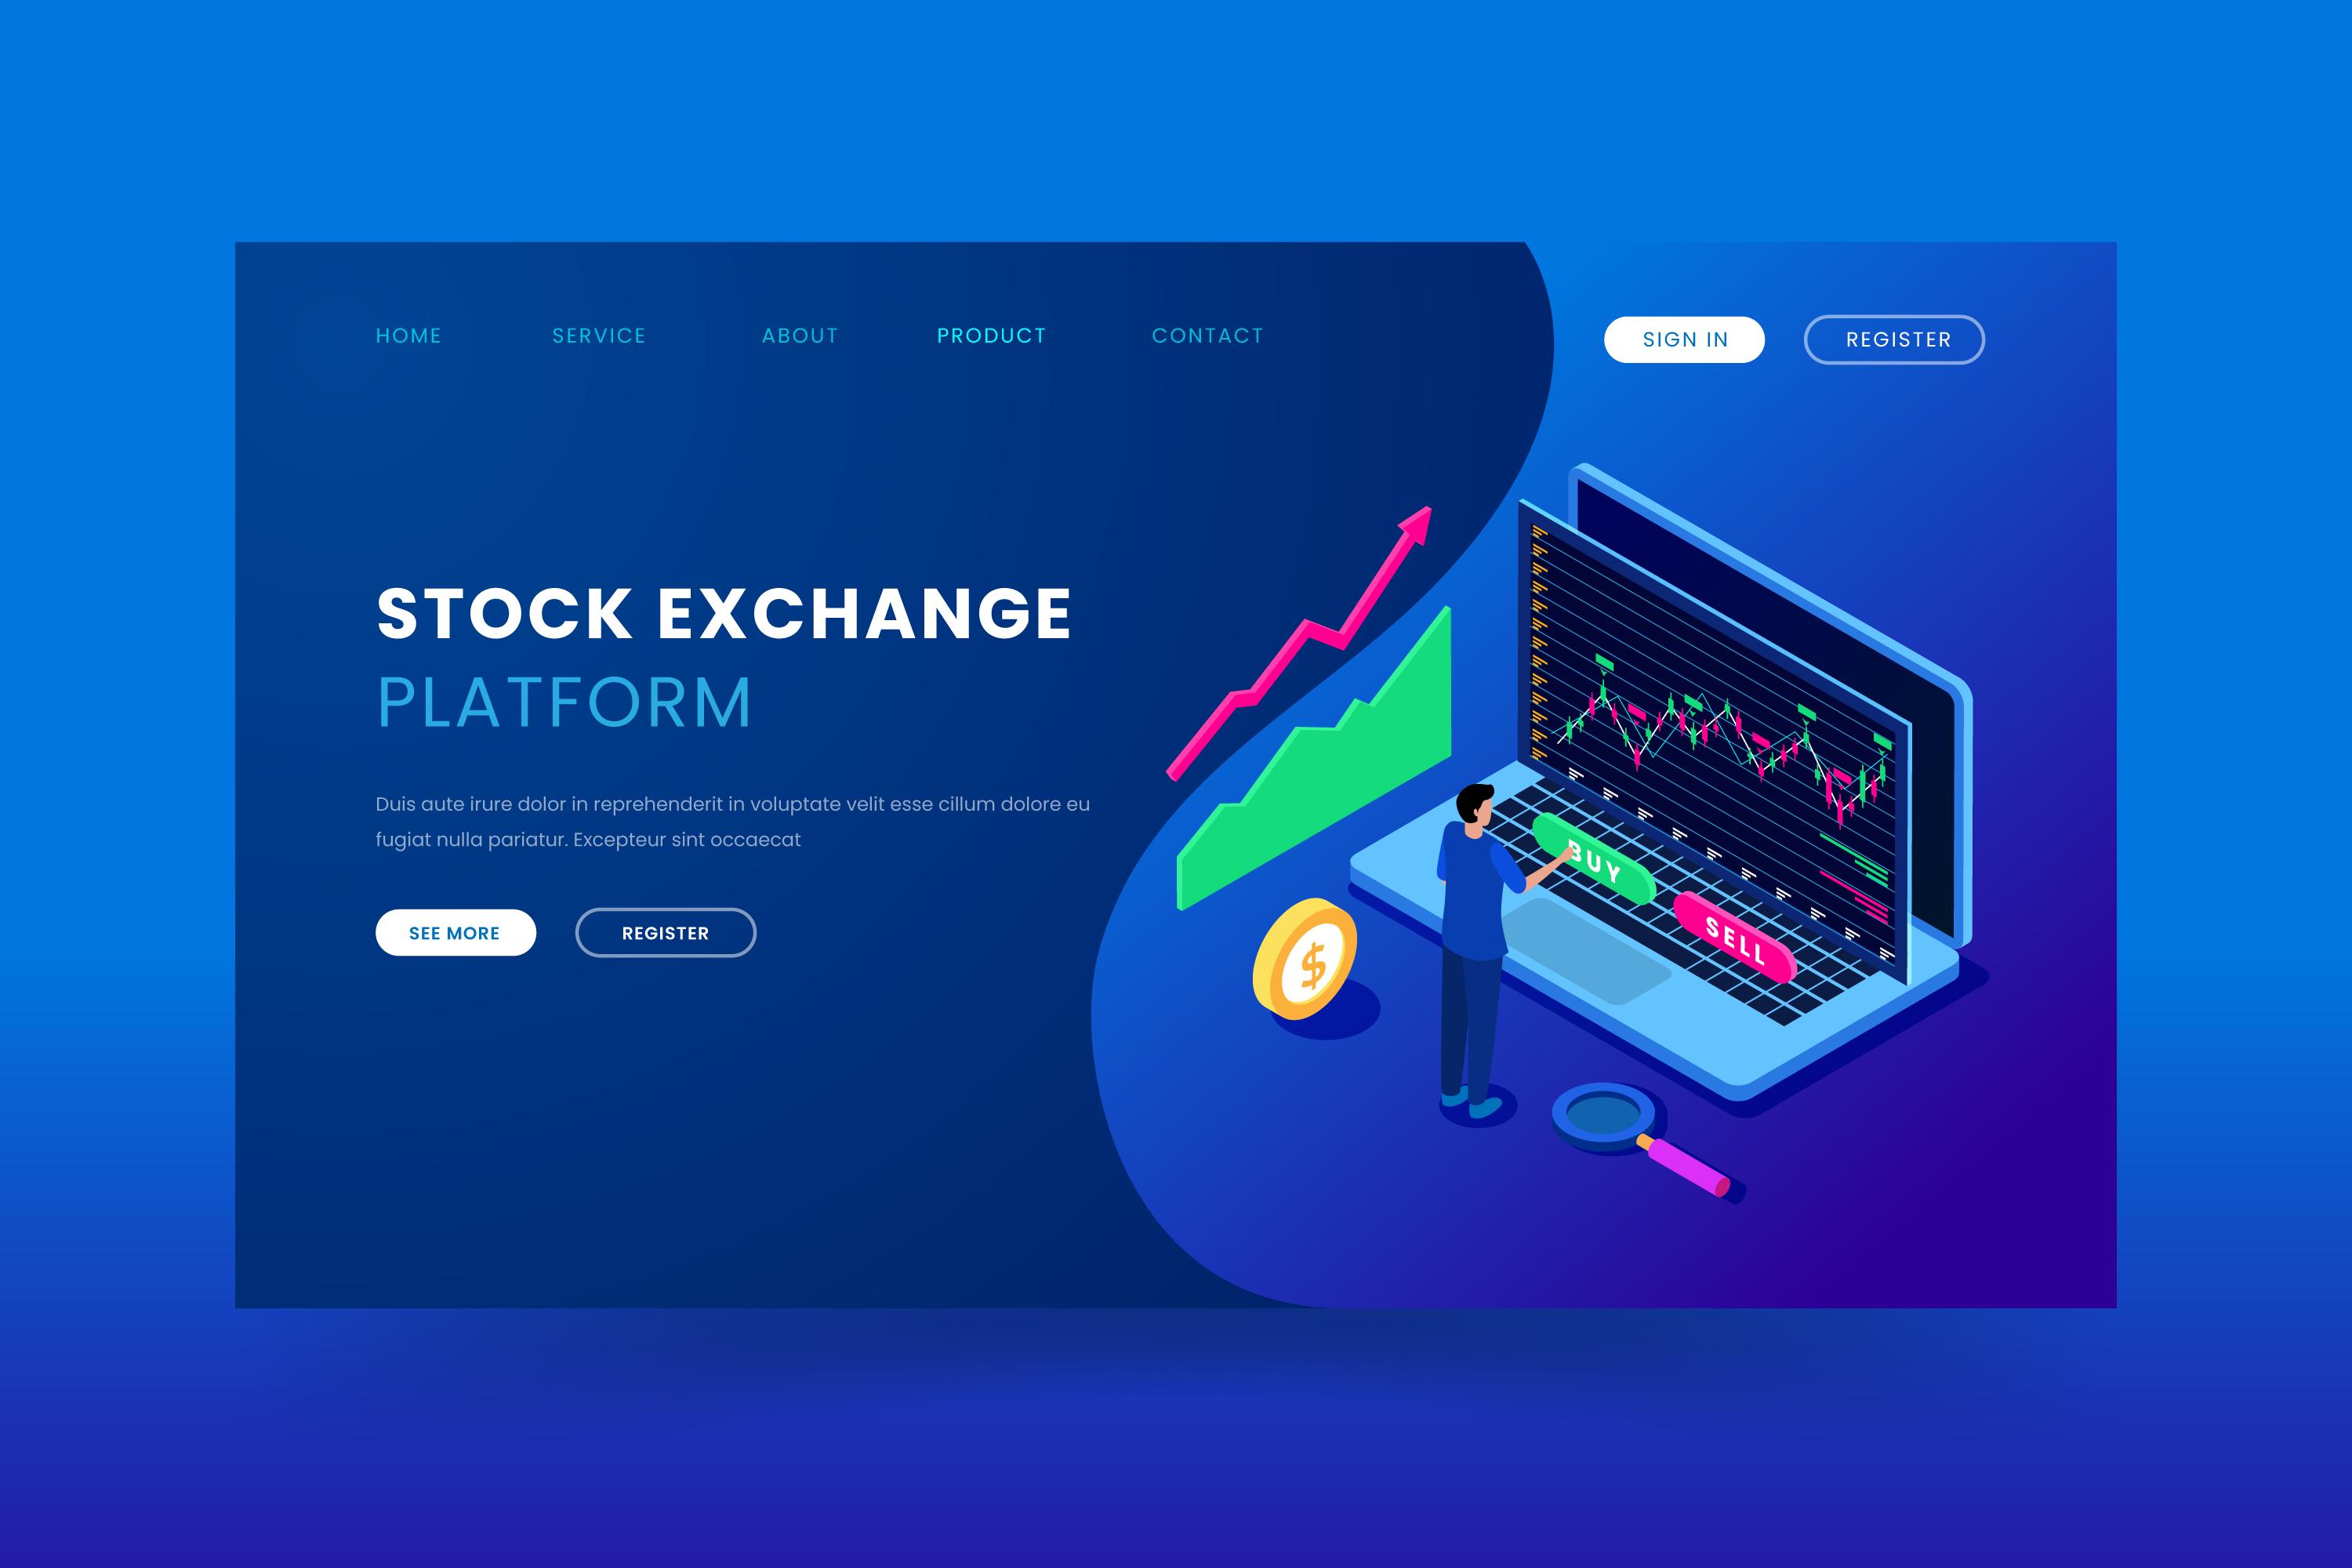 HOME SERVICE ABOUT PRODUCT CONTACT SIGN IN REGISTER
STOCK EXCHANGE
PLATFORM
Duis aute irure dolor in reprehenderit in voluptate velit esse cillum dolore eu
fugiat nulla pariatur. Excepteur sint occaecat
SEE MORE REGISTER
BUY
SELL
$